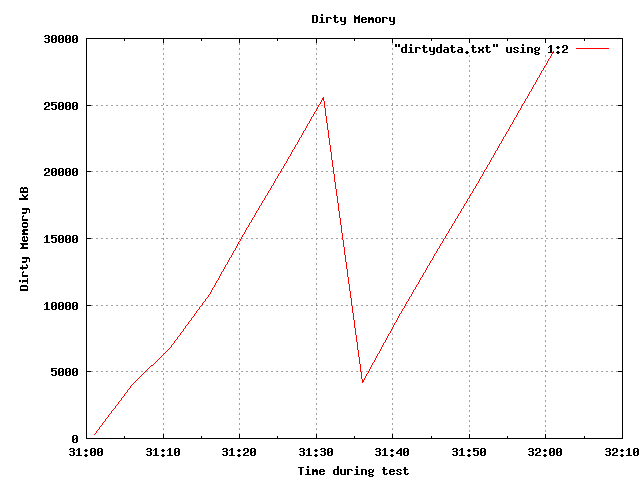 Dirty Memory
"dirtydata.txt" using 1:2
30000
25000
20000
15000
10000
5000
0
Dirty Memory kB
31:00 31:10 31:20 31:30 31:40 31:50 32:00 32:10
Time during test